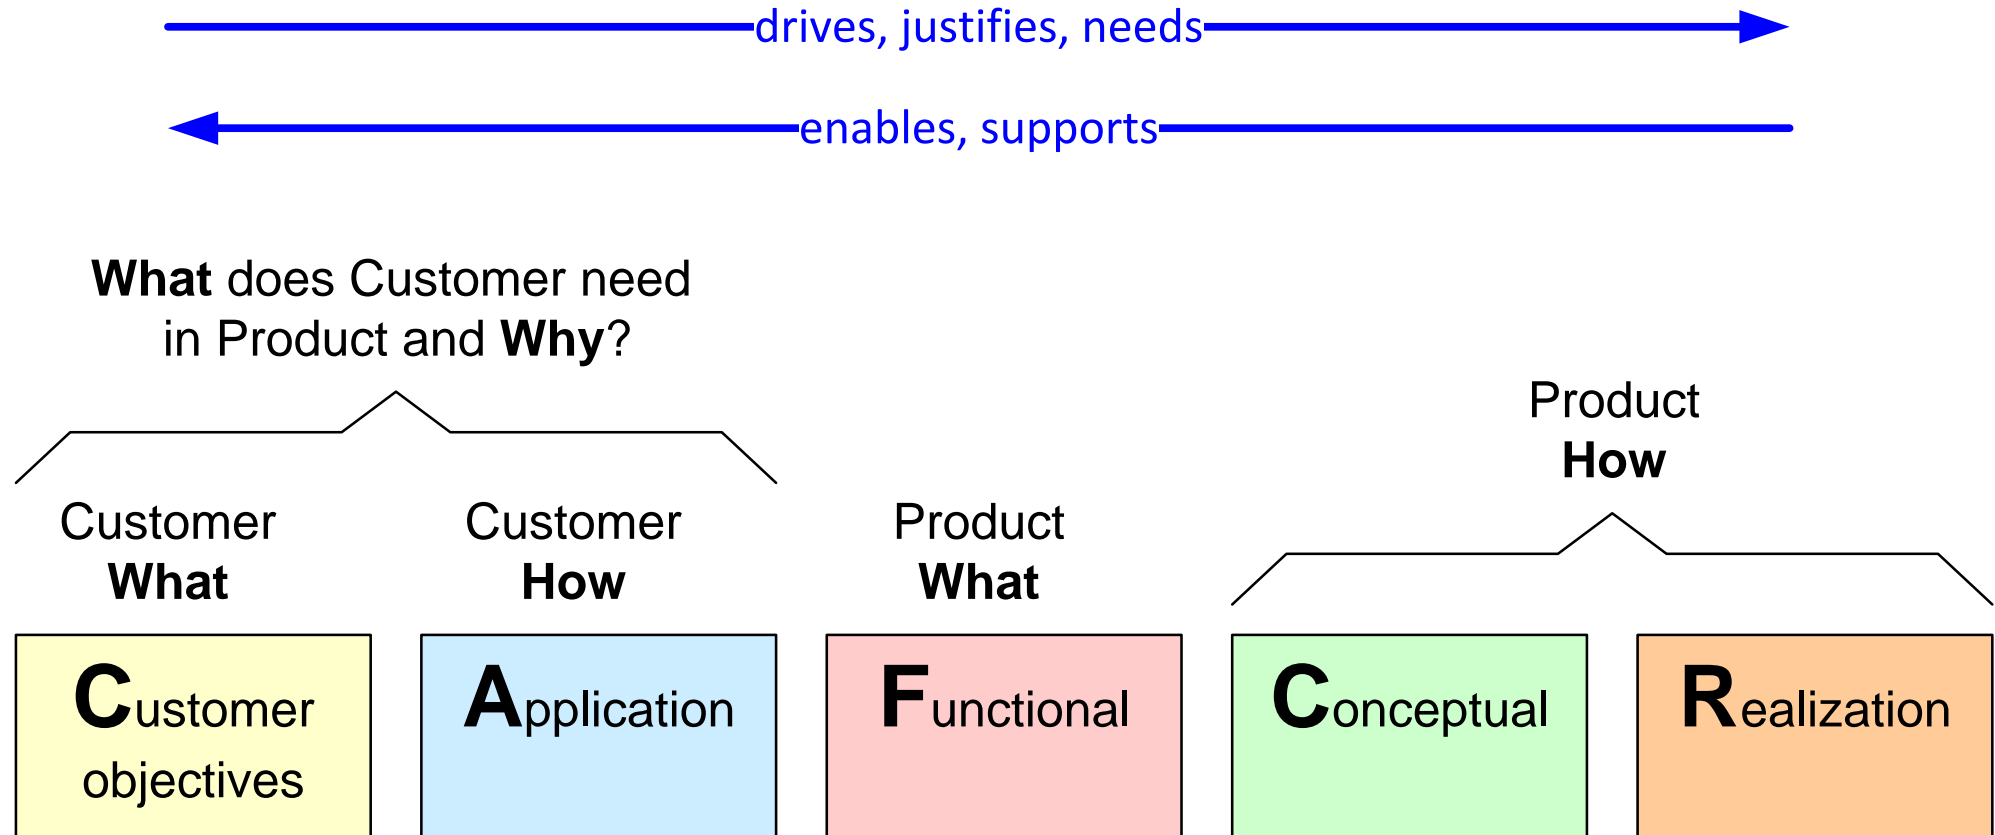 drives, justifies, needs
enables, supports
What does Customer need
in Product and Why?
Product
How
Customer
What
Customer
How
Product
What
Customer
objectives
Application
Functional
Conceptual
Realization